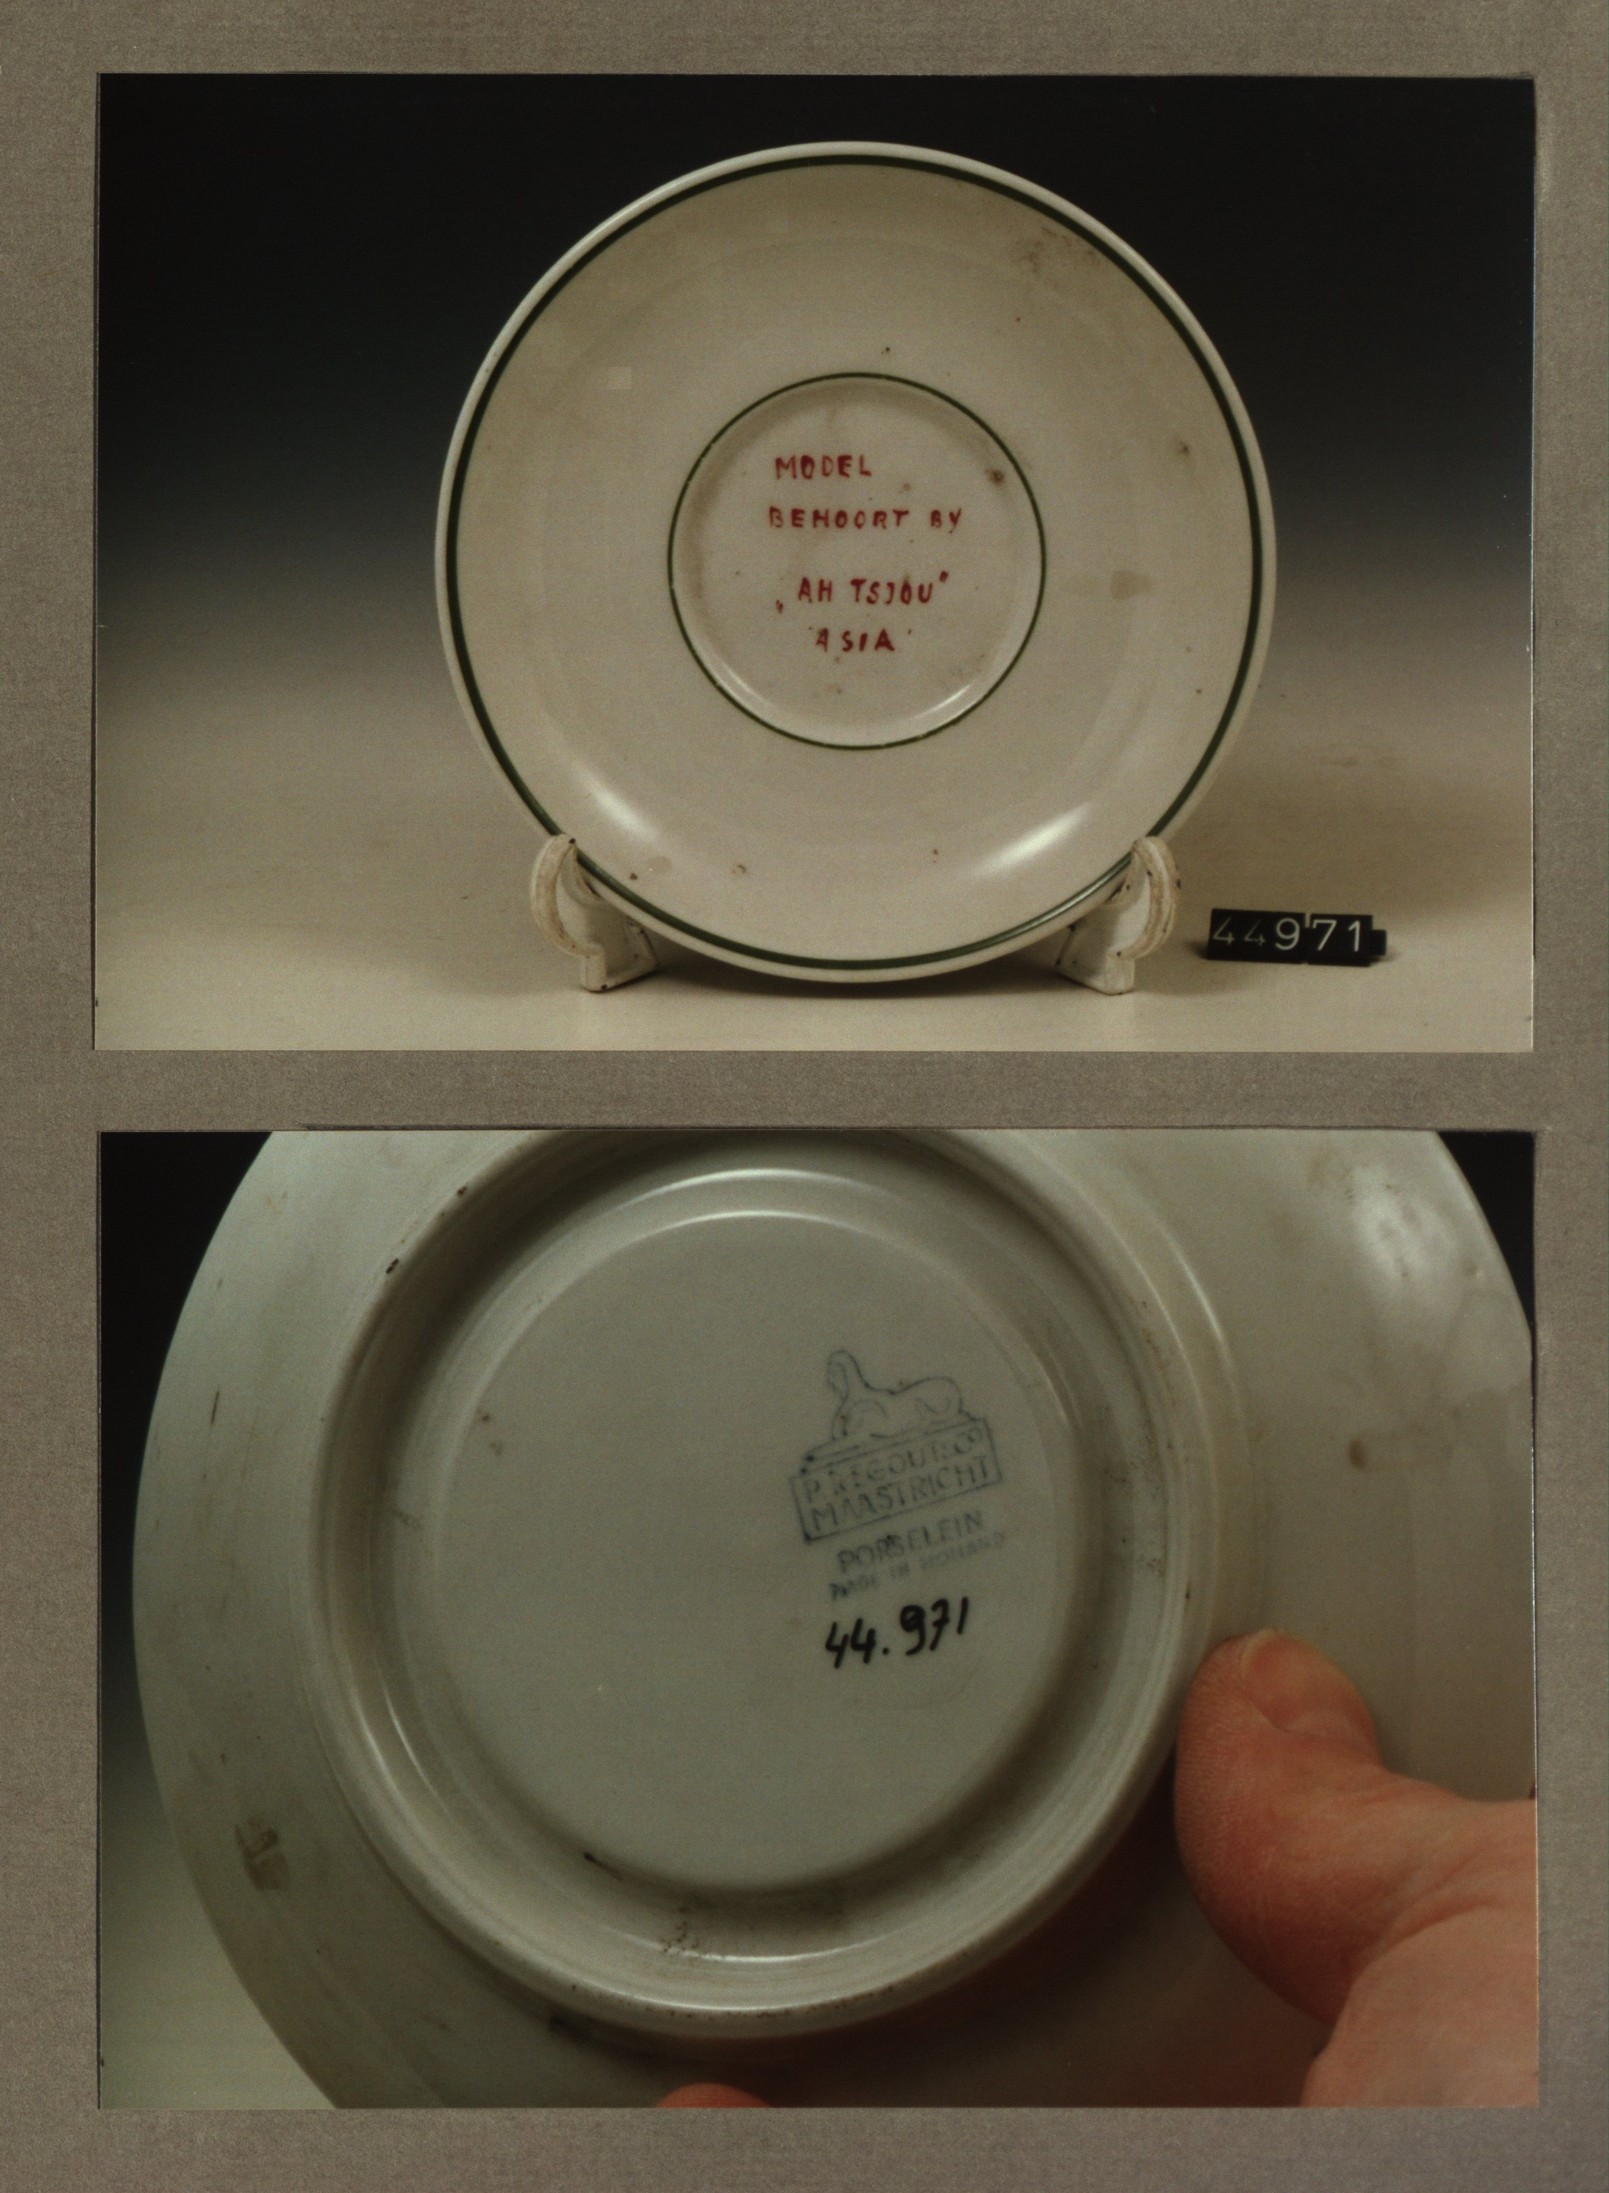 MODEL
BEHOORT BY
„AH TSJOU"
ASIA
44971
P. REGOUT & CO
MAASTRICHT
PORSELEIN
MADE IN HOLLAND
44.971